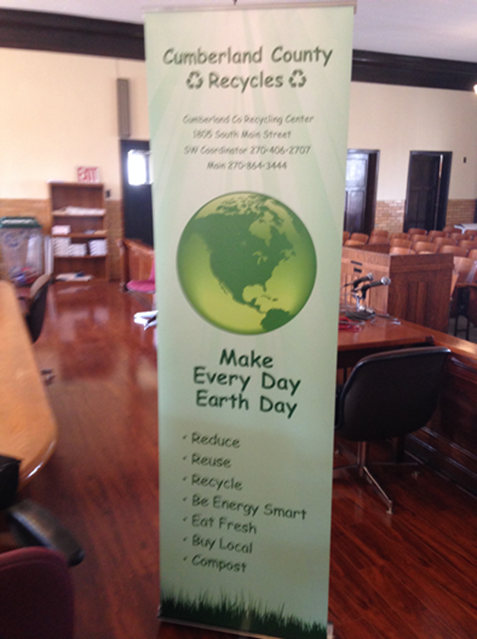 Cumberland County
♻ Recycles ♻
Cumberland Co Recycling Center
1805 South Main Street
SW Coordinator 270-406-2707
Main 270-864-3444
EXIT
Make
Every Day
Earth Day
• Reduce
• Reuse
• Recycle
• Be Energy Smart
• Eat Fresh
• Buy Local
• Compost